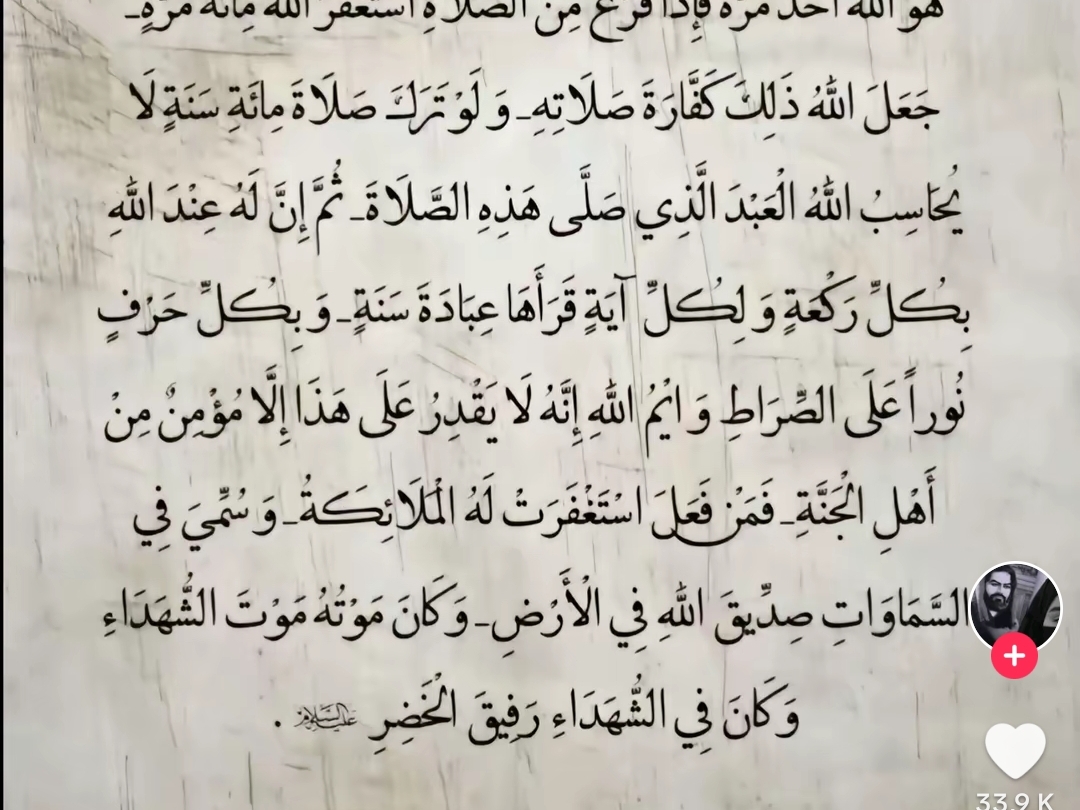 هو الله أحد مرة فإذا فرغ من الصلاة استغفر الله مائة مرة ـ
جَعَلَ اللهُ ذَلِكَ كَفَّارَةَ صَلَاتِهِ ـ وَ لَوْ تَرَكَ صَلَاةَ مِائَةِ سَنَةٍ لَا
يُحَاسِبُ اللهُ الْعَبْدَ الَّذِي صَلَّى هَذِهِ الصَّلَاةَ ـ ثُمَّ إِنَّ لَهُ عِنْدَ اللهِ
بِكُلِّ رَكْعَةٍ وَ لِكُلِّ آيَةٍ قَرَأَهَا عِبَادَةَ سَنَةٍ ـ وَ بِكُلِّ حَرْفٍ
نُوراً عَلَى الصِّرَاطِ وَ ايْمُ اللهِ إِنَّهُ لَا يَقْدِرُ عَلَى هَذَا إِلَّا مُؤْمِنٌ مِنْ
أَهْلِ الْجَنَّةِ ـ فَمَنْ فَعَلَ اسْتَغْفَرَتْ لَهُ الْمَلَائِكَةُ ـ وَ سُمِّيَ فِي
السَّمَاوَاتِ صِدِّيقَ اللهِ فِي الْأَرْضِ ـ وَ كَانَ مَوْتُهُ مَوْتَ الشُّهَدَاءِ
وَ كَانَ فِي الشُّهَدَاءِ رَفِيقَ الْخَضِرِ عليه السلام .
33.9 K